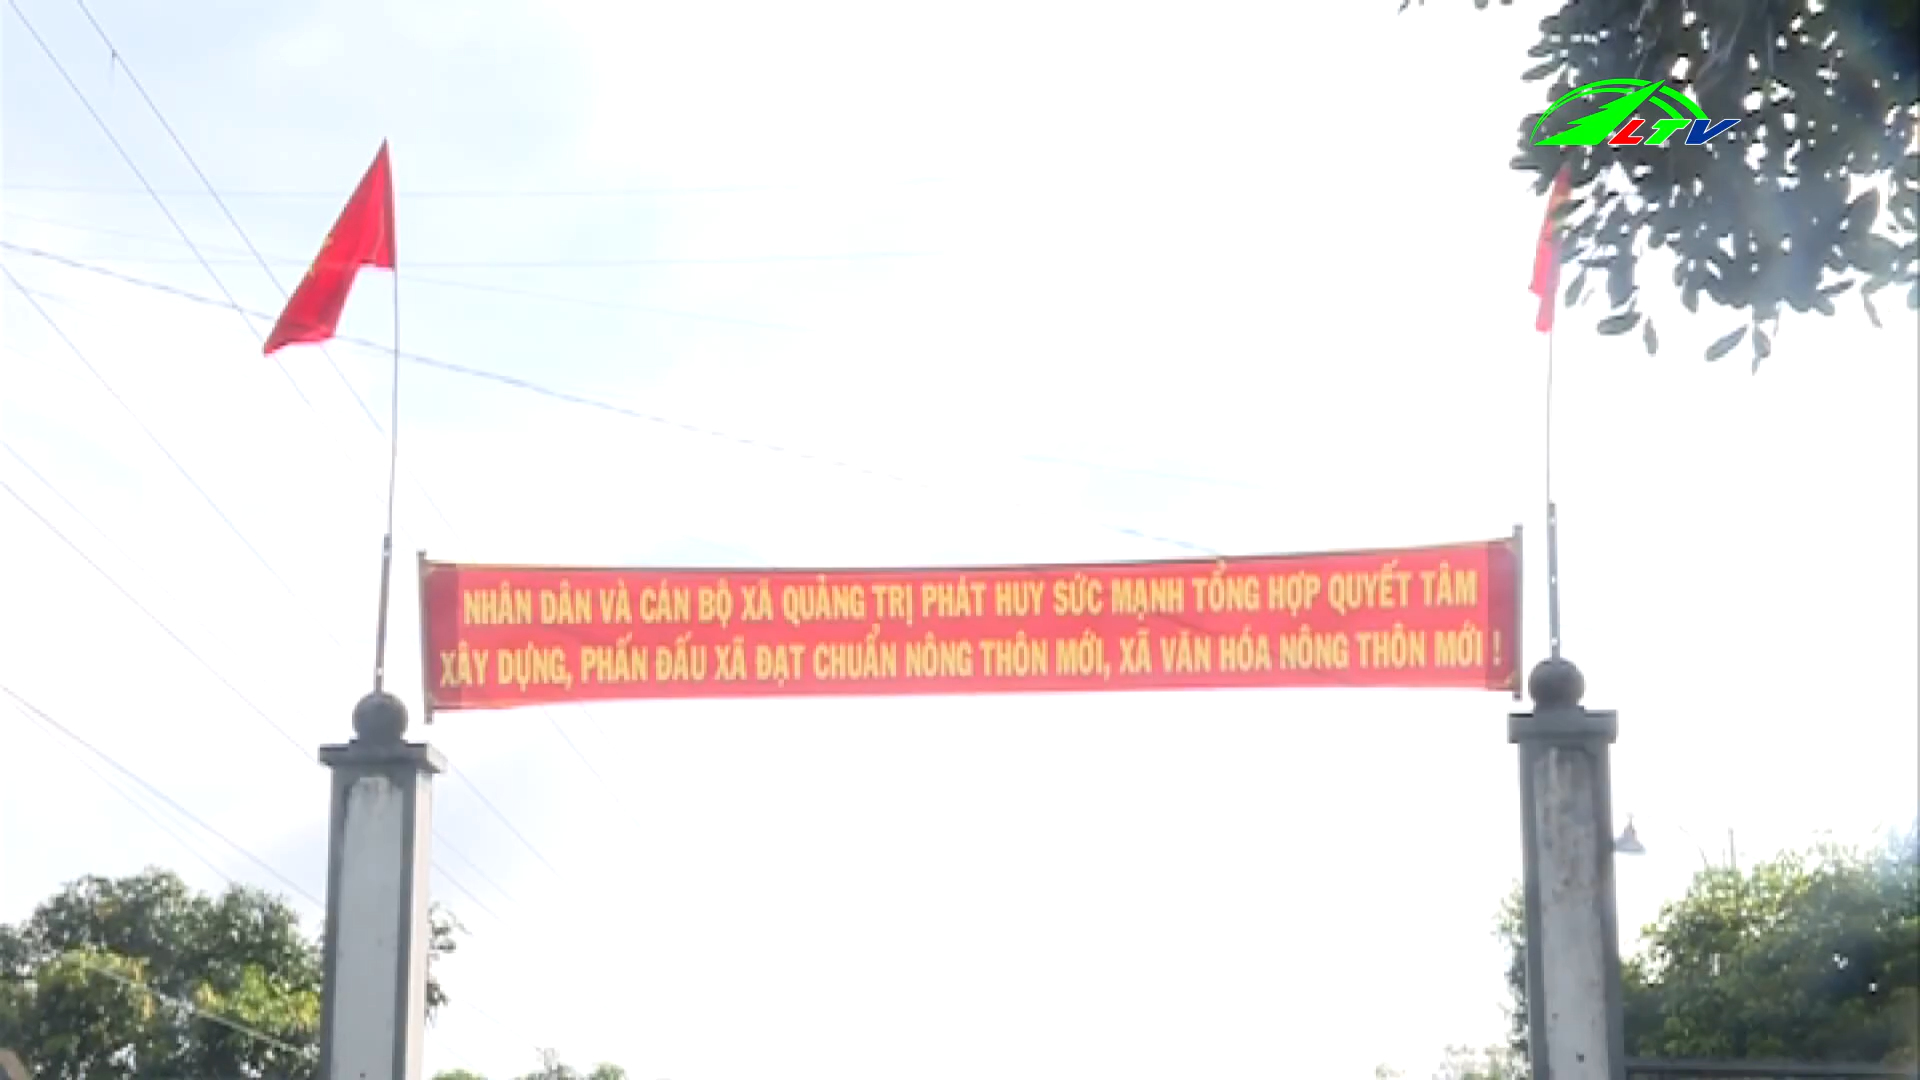 LTV
NHÂN DÂN VÀ CÁN BỘ XÃ QUẢNG TRỊ PHÁT HUY SỨC MẠNH TỔNG HỢP QUYẾT TÂM
XÂY DỰNG, PHẤN ĐẤU XÃ ĐẠT CHUẨN NÔNG THÔN MỚI, XÃ VĂN HÓA NÔNG THÔN MỚI !